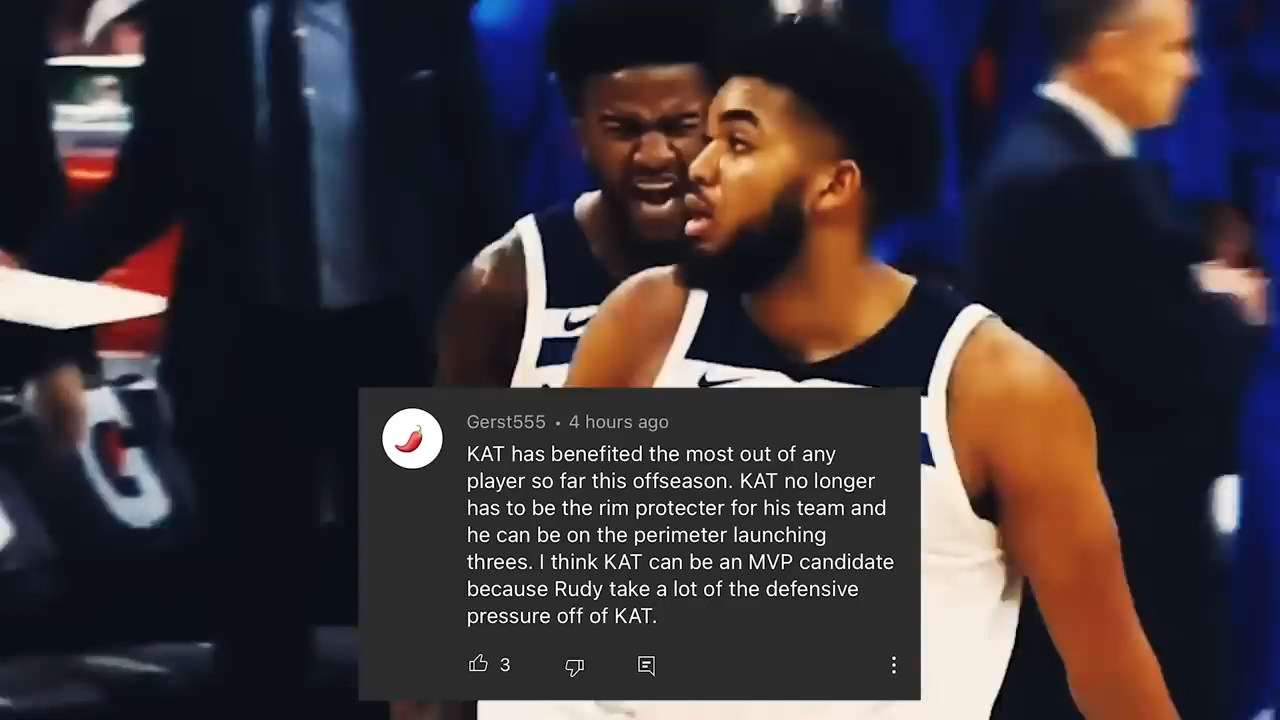 Gerst555 • 4 hours ago
KAT has benefited the most out of any
player so far this offseason. KAT no longer
has to be the rim protecter for his team and
he can be on the perimeter launching
threes. I think KAT can be an MVP candidate
because Rudy take a lot of the defensive
pressure off of KAT.
3
G